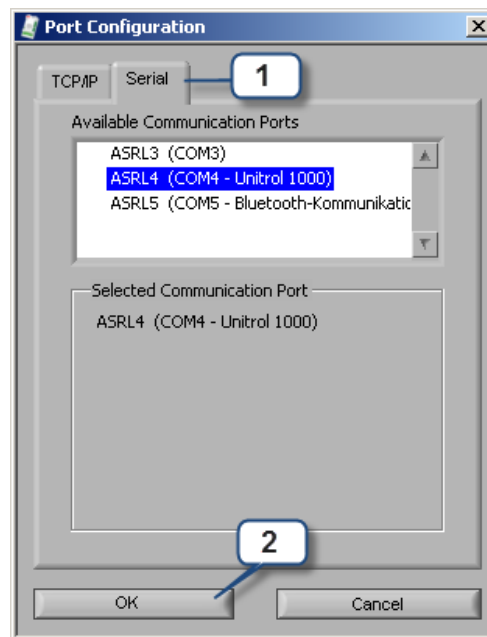 Port Configuration
TCP/IP Serial 1
Available Communication Ports
ASRL3 (COM3)
ASRL4 (COM4 - Unitrol 1000)
ASRL5 (COM5 - Bluetooth-Kommunikatic
Selected Communication Port
ASRL4 (COM4 - Unitrol 1000)
2
OK Cancel